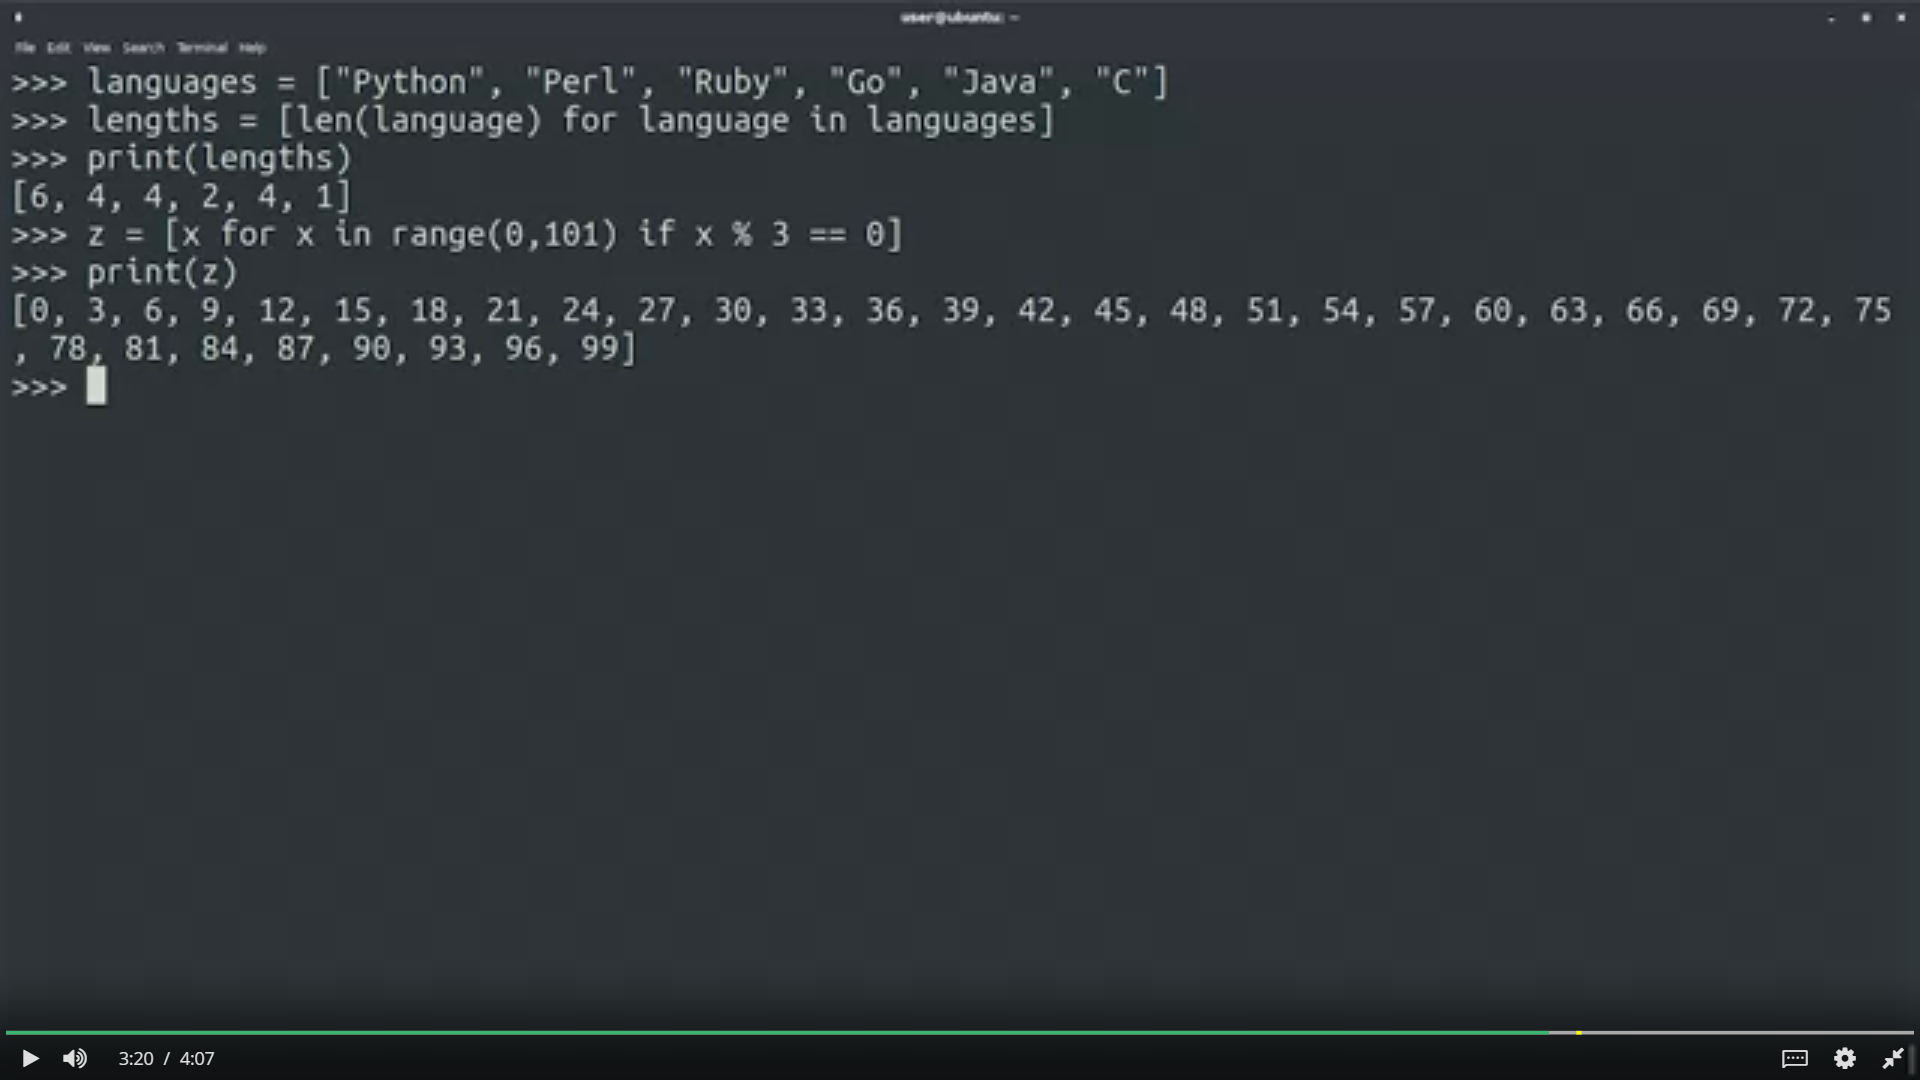 user@ubuntu: ~
File Edit View Search Terminal Help
>>> languages = ["Python", "Perl", "Ruby", "Go", "Java", "C"]
>>> lengths = [len(language) for language in languages]
>>> print(lengths)
[6, 4, 4, 2, 4, 1]
>>> z = [x for x in range(0,101) if x % 3 == 0]
>>> print(z)
[0, 3, 6, 9, 12, 15, 18, 21, 24, 27, 30, 33, 36, 39, 42, 45, 48, 51, 54, 57, 60, 63, 66, 69, 72, 75
, 78, 81, 84, 87, 90, 93, 96, 99]
>>>
3:20 / 4:07